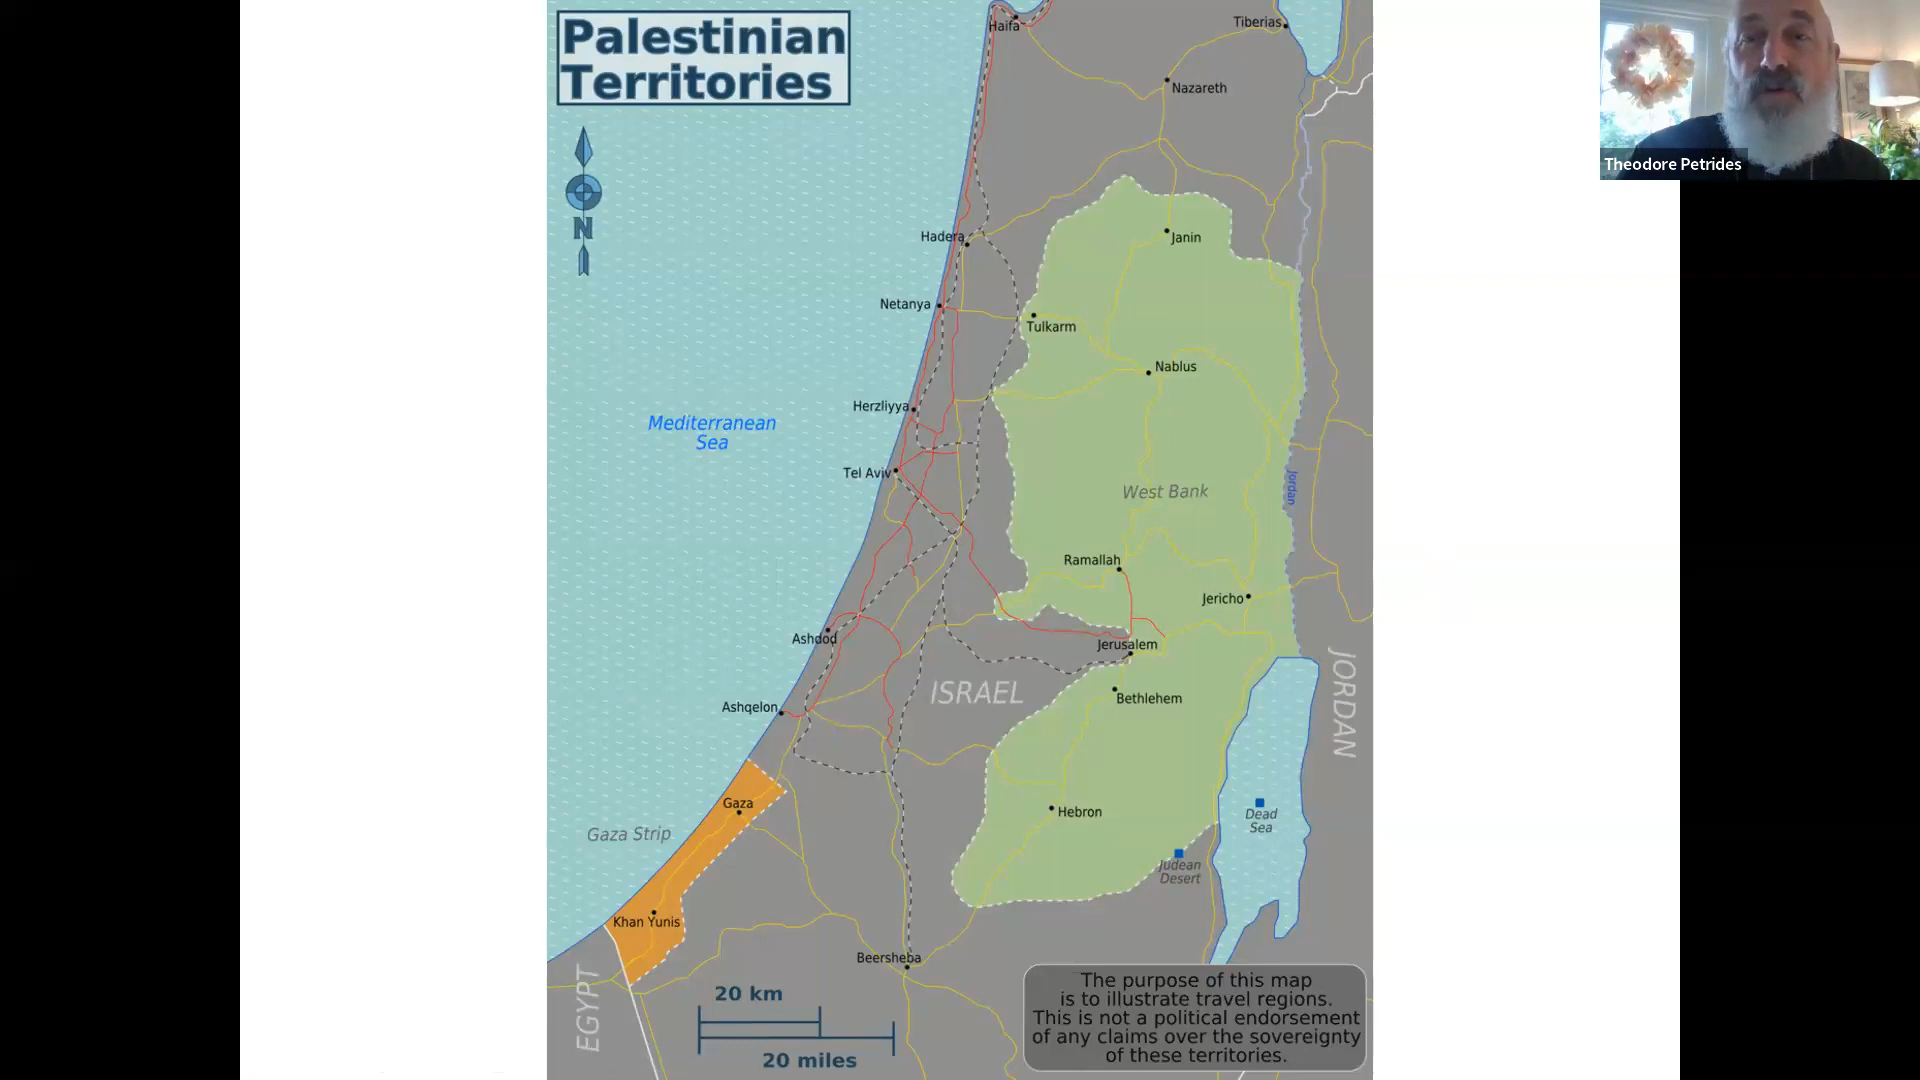 Palestinian
Territories
N
Haifa
Tiberias
Nazareth
Theodore Petrides
Hadera
Janin
Netanya
Tulkarm
Nablus
Herzliyya
Mediterranean
Sea
Tel Aviv
West Bank
Jordan
Ramallah
Jericho
Ashdod
Jerusalem
ISRAEL
Bethlehem
JORDAN
Ashqelon
Gaza
Hebron
Dead
Sea
Gaza Strip
Judean
Desert
Khan Yunis
Beersheba
EGYPT
20 km
20 miles
The purpose of this map
is to illustrate travel regions.
This is not a political endorsement
of any claims over the sovereignty
of these territories.